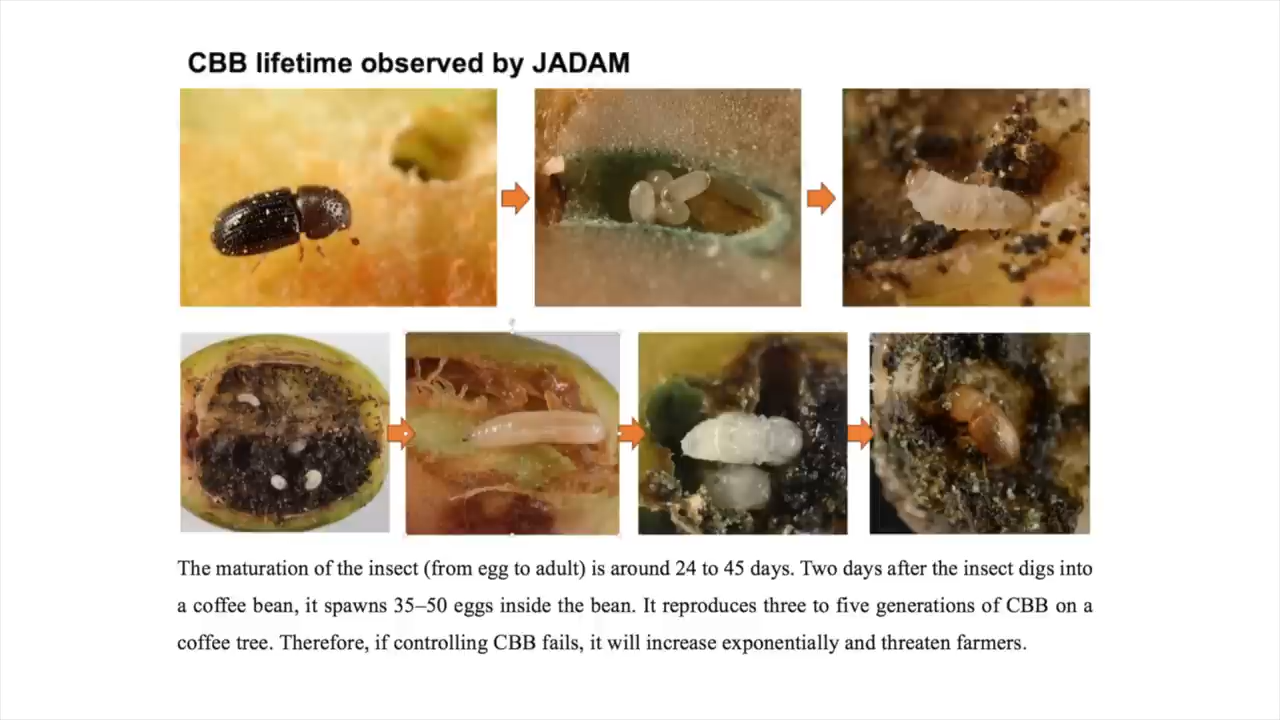 CBB lifetime observed by JADAM
The maturation of the insect (from egg to adult) is around 24 to 45 days. Two days after the insect digs into
a coffee bean, it spawns 35–50 eggs inside the bean. It reproduces three to five generations of CBB on a
coffee tree. Therefore, if controlling CBB fails, it will increase exponentially and threaten farmers.